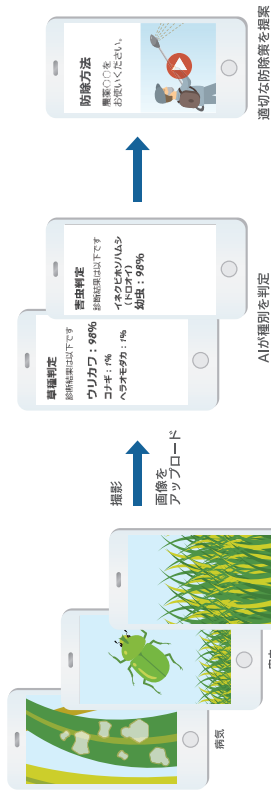 病気
撮影
画像を
アップロード
草種判定
診断結果は以下です
ウリカワ：98%
コナギ：1%
ヘラオモダカ：1%
害虫判定
診断結果は以下です
イネクビホソハムシ
（ドロオイ）
幼虫：98%
AIが種別を判定
防除方法
農薬〇〇を
お使いください。
適切な防除策を提案